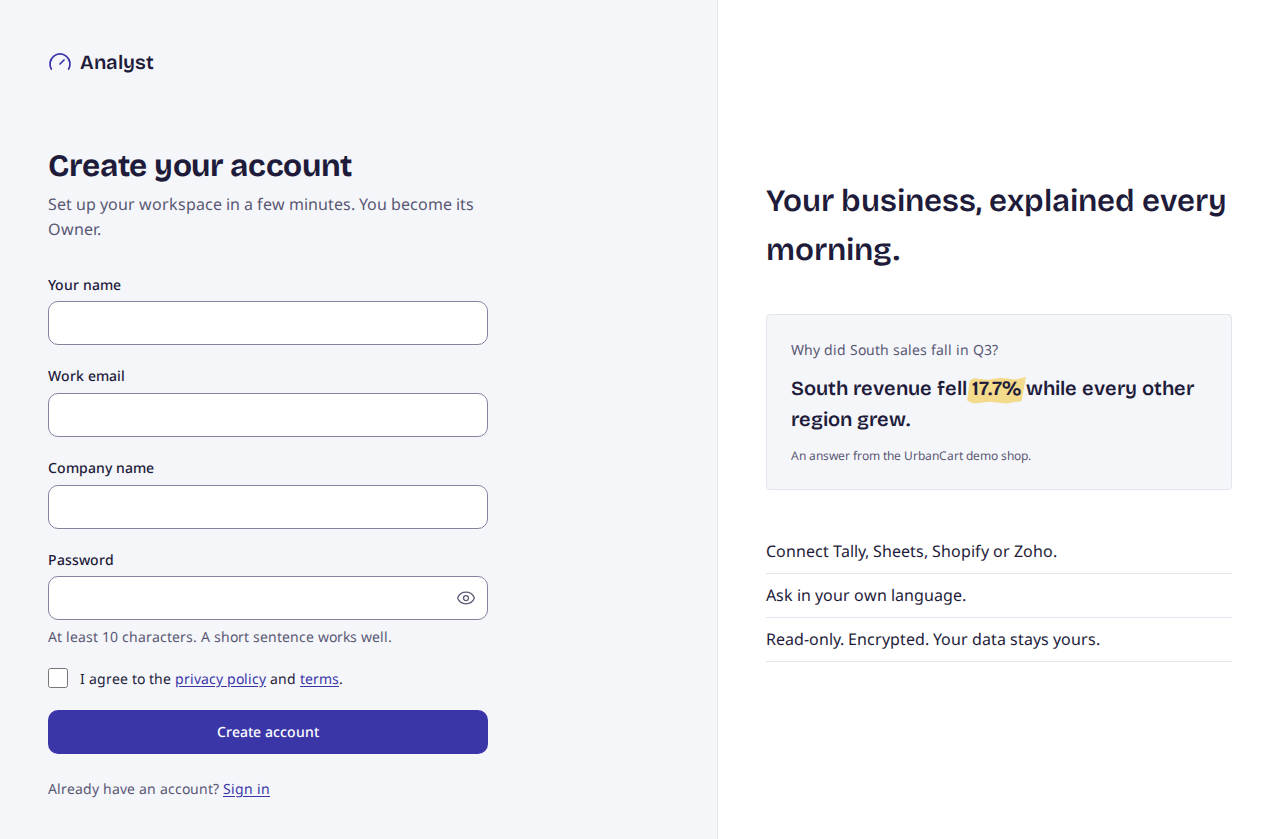 Analyst
Create your account
Set up your workspace in a few minutes. You become its
Owner.
Your name
Work email
Company name
Password
At least 10 characters. A short sentence works well.
I agree to the privacy policy and terms.
Create account
Already have an account? Sign in
Your business, explained every
morning.
Why did South sales fall in Q3?
South revenue fell 17.7% while every other
region grew.
An answer from the UrbanCart demo shop.
Connect Tally, Sheets, Shopify or Zoho.
Ask in your own language.
Read-only. Encrypted. Your data stays yours.